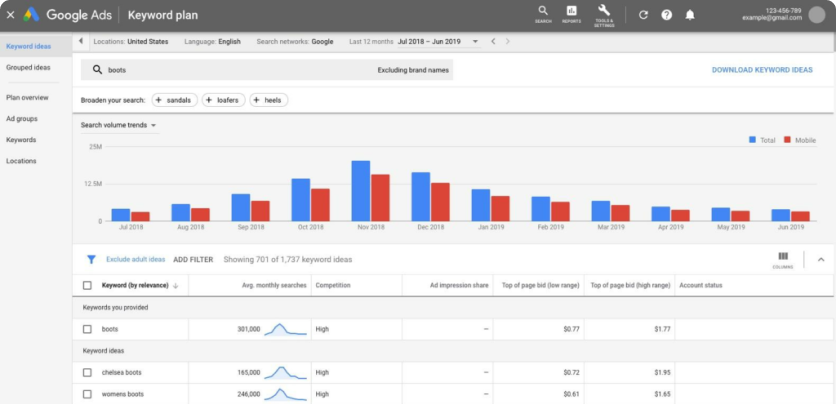 Google Ads Keyword plan
SEARCH REPORTS TOOLS & SETTINGS
123-456-789
example@gmail.com
Keyword ideas
Grouped ideas
Plan overview
Ad groups
Keywords
Locations
Locations: United States Language: English Search networks: Google Last 12 months Jul 2018 – Jun 2019
boots Excluding brand names DOWNLOAD KEYWORD IDEAS
Broaden your search: + sandals + loafers + heels
Search volume trends
Total Mobile
25M
12.5M
0
Jul 2018 Aug 2018 Sep 2018 Oct 2018 Nov 2018 Dec 2018 Jan 2019 Feb 2019 Mar 2019 Apr 2019 May 2019 Jun 2019
Exclude adult ideas ADD FILTER Showing 701 of 1,737 keyword ideas COLUMNS
Keyword (by relevance) Avg. monthly searches Competition Ad impression share Top of page bid (low range) Top of page bid (high range) Account status
Keywords you provided
boots 301,000 High – $0.77 $1.77
Keyword ideas
chelsea boots 165,000 High – $0.72 $1.95
womens boots 246,000 High – $0.61 $1.65